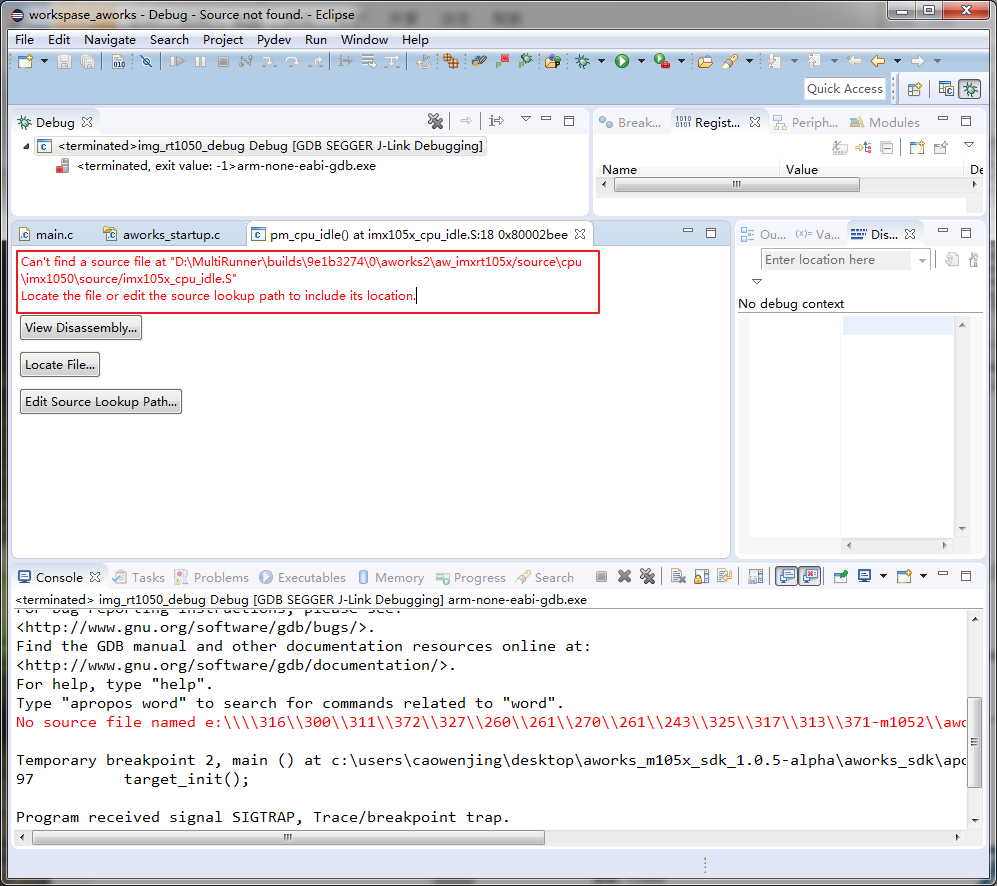 workspase_aworks - Debug - Source not found. - Eclipse
File Edit Navigate Search Project Pydev Run Window Help
Quick Access
Debug
<terminated>img_rt1050_debug Debug [GDB SEGGER J-Link Debugging]
<terminated, exit value: -1>arm-none-eabi-gdb.exe
Break... Regist... Periph... Modules
Name Value De
main.c aworks_startup.c pm_cpu_idle() at imx105x_cpu_idle.S:18 0x80002bee
Can't find a source file at "D:\MultiRunner\builds\9e1b3274\0\aworks2\aw_imxrt105x/source\cpu
\imx1050\source/imx105x_cpu_idle.S"
Locate the file or edit the source lookup path to include its location.
View Disassembly...
Locate File...
Edit Source Lookup Path...
Ou... (x)= Va... Dis...
Enter location here
No debug context
Console Tasks Problems Executables Memory Progress Search
<terminated> img_rt1050_debug Debug [GDB SEGGER J-Link Debugging] arm-none-eabi-gdb.exe
For bug reporting instructions, please see:
<http://www.gnu.org/software/gdb/bugs/>.
Find the GDB manual and other documentation resources online at:
<http://www.gnu.org/software/gdb/documentation/>.
For help, type "help".
Type "apropos word" to search for commands related to "word".
No source file named e:\\\\316\\300\\311\\372\\327\\260\\261\\270\\261\\243\\325\\317\\313\\371-m1052\\awo
Temporary breakpoint 2, main () at c:\users\caowenjing\desktop\aworks_m105x_sdk_1.0.5-alpha\aworks_sdk\apc
97 target_init();
Program received signal SIGTRAP, Trace/breakpoint trap.